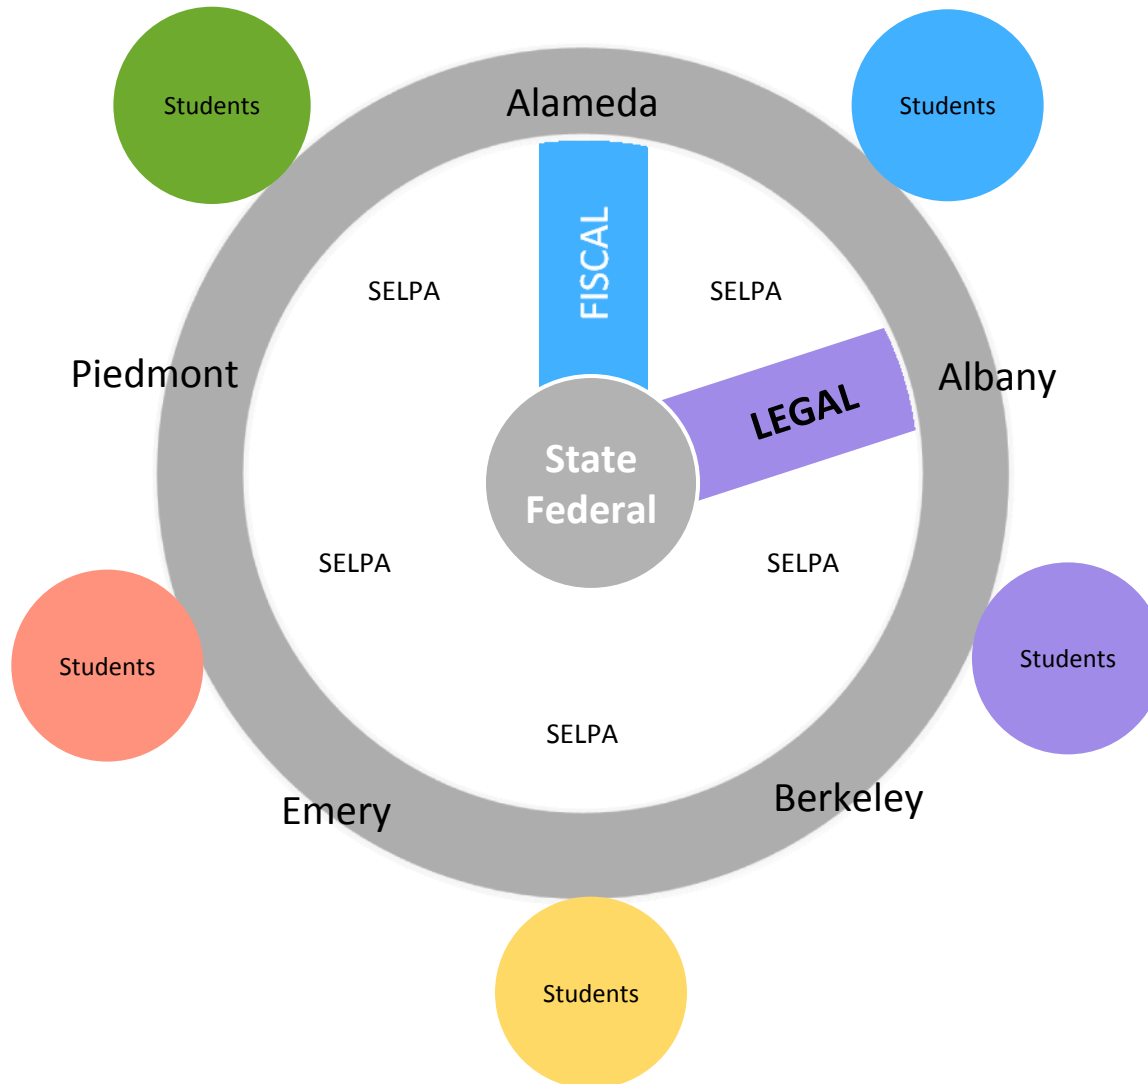 Students
Students
Alameda
FISCAL
SELPA
SELPA
Piedmont
Albany
LEGAL
State
Federal
SELPA
SELPA
Students
Students
SELPA
Emery
Berkeley
Students